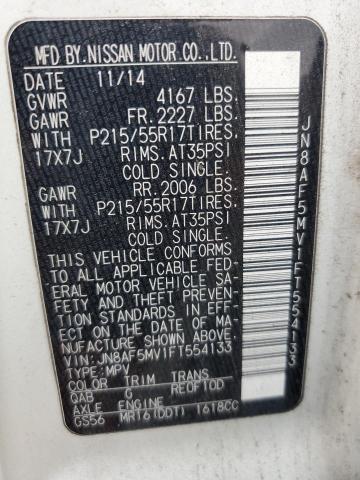 MFD BY.NISSAN MOTOR CO.,LTD.
DATE 11/14
GVWR 4167 LBS.
GAWR FR. 2227 LBS.
WITH P215/55R17TIRES.
17X7J RIMS.AT35PSI
COLD SINGLE.
GAWR RR. 2006 LBS.
WITH P215/55R17TIRES.
17X7J RIMS.AT35PSI
COLD SINGLE.
THIS VEHICLE CONFORMS
TO ALL APPLICABLE FED-
ERAL MOTOR VEHICLE SA-
FETY AND THEFT PREVEN-
TION STANDARDS IN EFF-
ECT ON THE DATE OF MA-
NUFACTURE SHOWN ABOVE.
VIN:JN8AF5MV1FT554133
TYPE:MPV
COLOR TRIM TRANS
QAB G RE0F10D
AXLE ENGINE
GS56 MR16(DDT) 1618CC
JN8AF5MV1FT554133